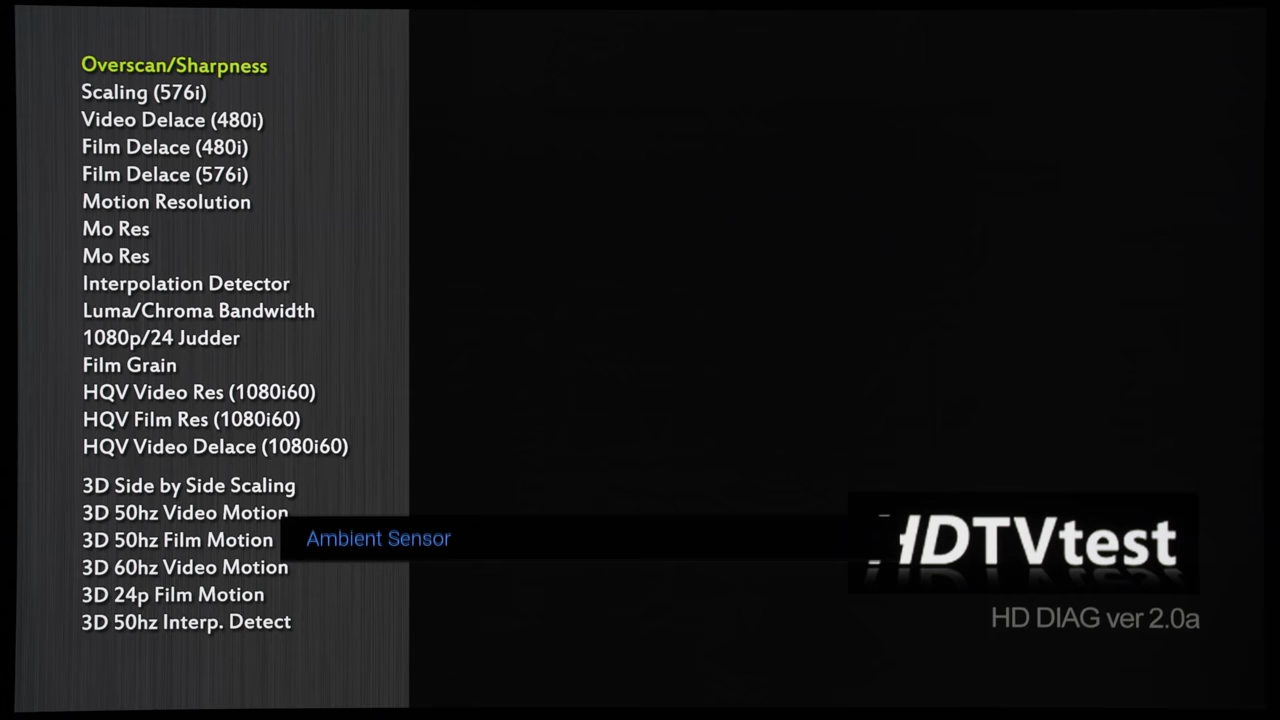 Overscan/Sharpness
Scaling (576i)
Video Delace (480i)
Film Delace (480i)
Film Delace (576i)
Motion Resolution
Mo Res
Mo Res
Interpolation Detector
Luma/Chroma Bandwidth
1080p/24 Judder
Film Grain
HQV Video Res (1080i60)
HQV Film Res (1080i60)
HQV Video Delace (1080i60)
3D Side by Side Scaling
3D 50hz Video Motion
3D 50hz Film Motion
3D 60hz Video Motion
3D 24p Film Motion
3D 50hz Interp. Detect
Ambient Sensor
HDTVtest
HD DIAG ver 2.0a